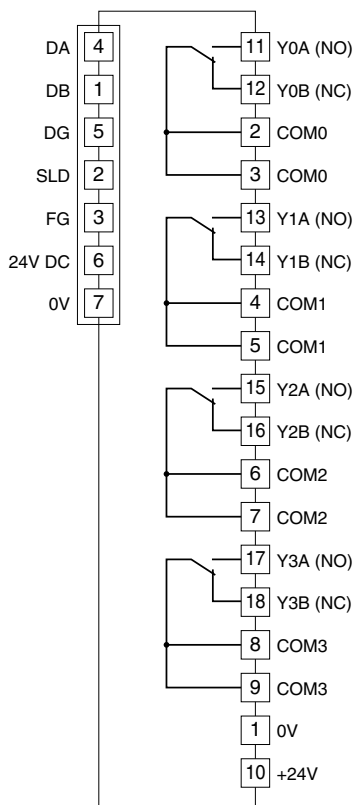 DA 4
DB 1
DG 5
SLD 2
FG 3
24V DC 6
0V 7
11 Y0A (NO)
12 Y0B (NC)
2 COM0
3 COM0
13 Y1A (NO)
14 Y1B (NC)
4 COM1
5 COM1
15 Y2A (NO)
16 Y2B (NC)
6 COM2
7 COM2
17 Y3A (NO)
18 Y3B (NC)
8 COM3
9 COM3
1 0V
10 +24V